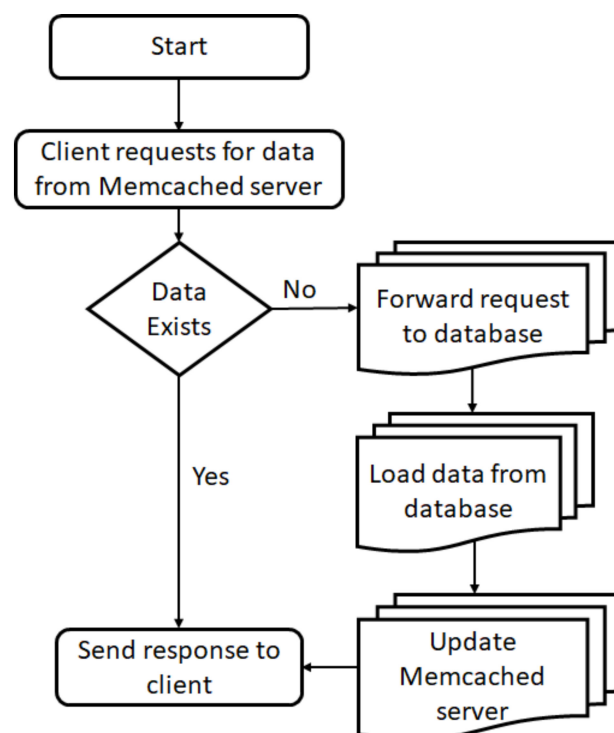 Start
Client requests for data
from Memcached server
Data
Exists
No
Forward request
to database
Load data from
database
Yes
Update
Memcached
server
Send response to
client